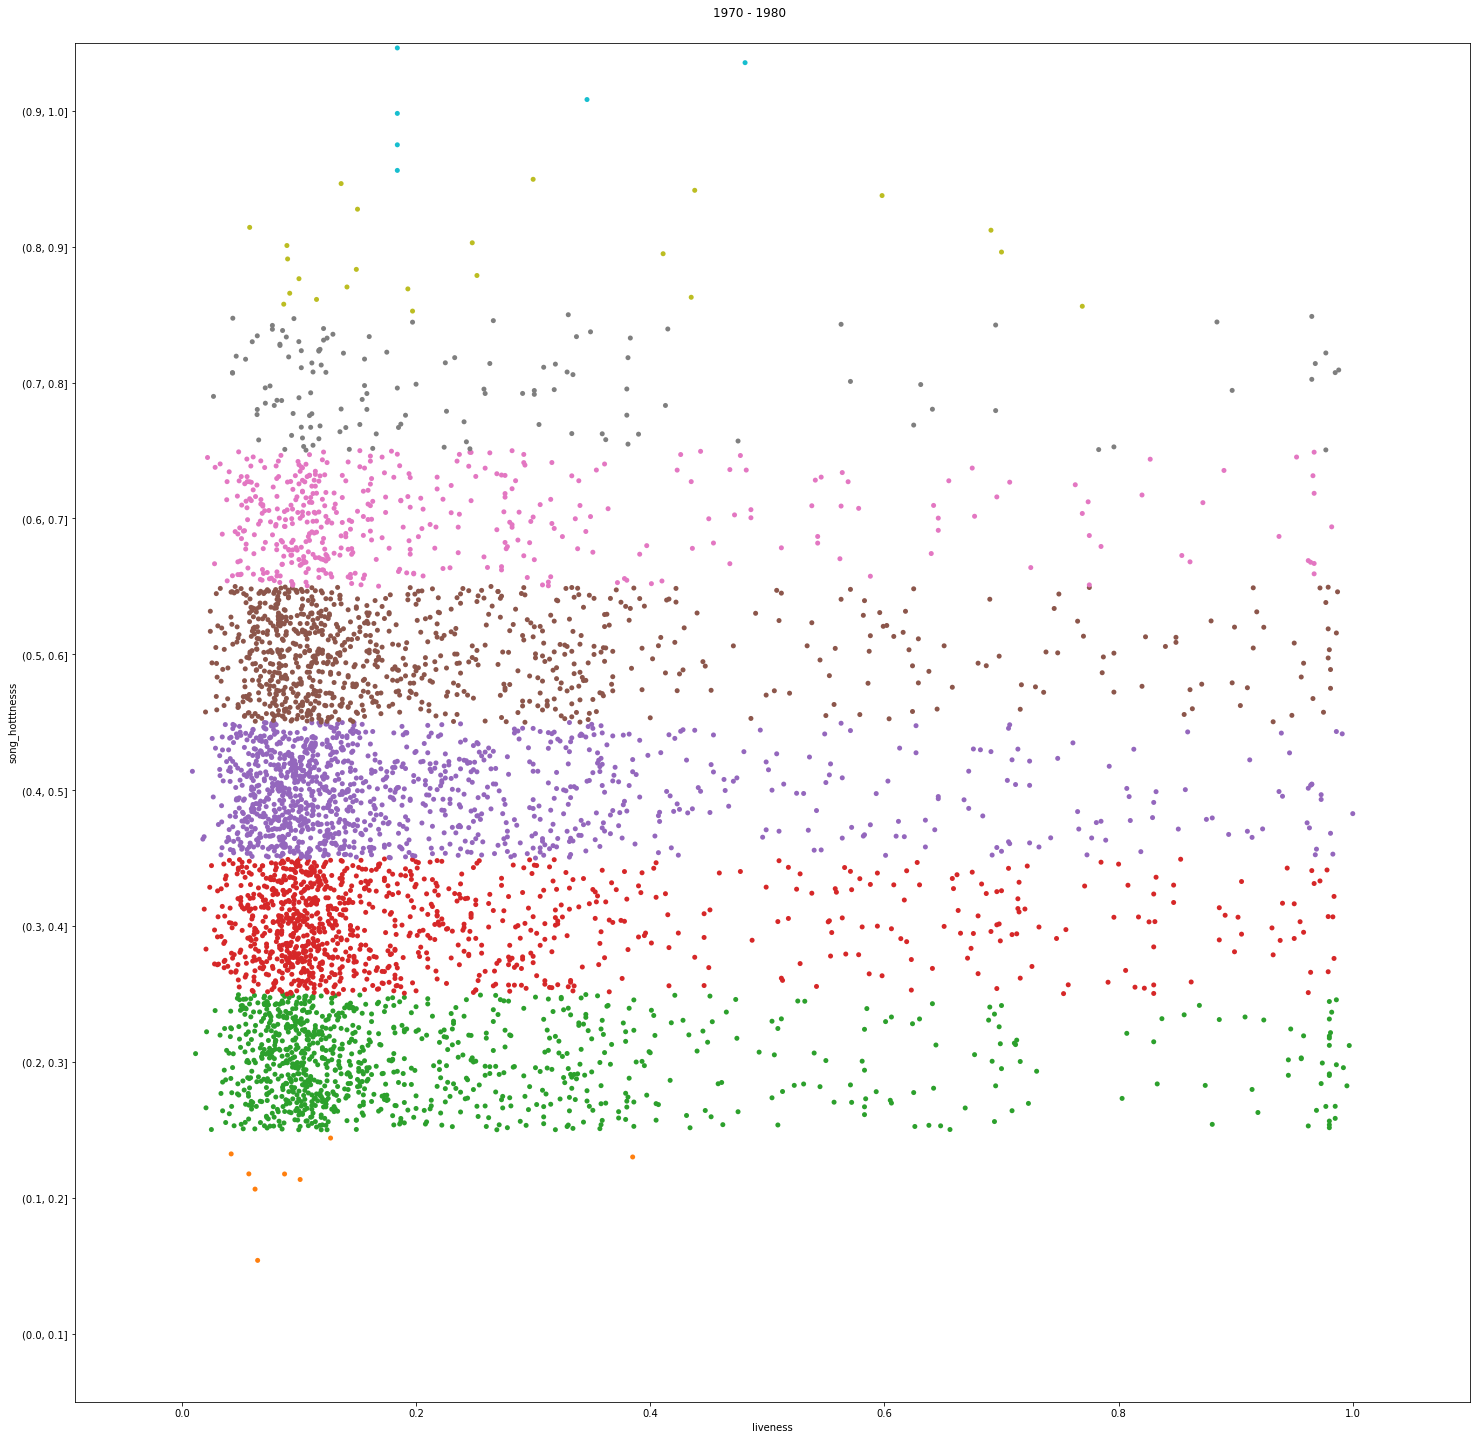 1970 - 1980
(0.9, 1.0]
(0.8, 0.9]
(0.7, 0.8]
(0.6, 0.7]
(0.5, 0.6]
(0.4, 0.5]
(0.3, 0.4]
(0.2, 0.3]
(0.1, 0.2]
(0.0, 0.1]
song_hotttnesss
0.0 0.2 0.4 0.6 0.8 1.0
liveness